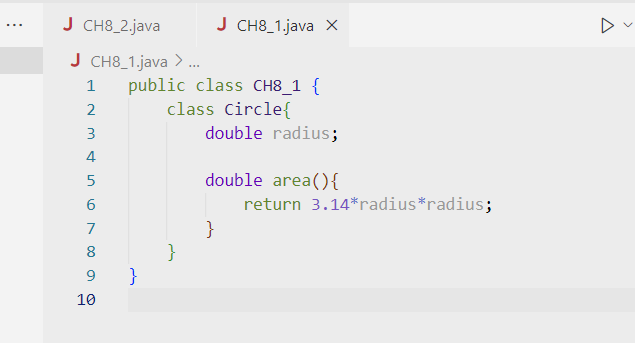 ... J CH8_2.java J CH8_1.java ×
J CH8_1.java > ...
1 public class CH8_1 {
2 class Circle{
3 double radius;
4
5 double area(){
6 return 3.14*radius*radius;
7 }
8 }
9 }
10